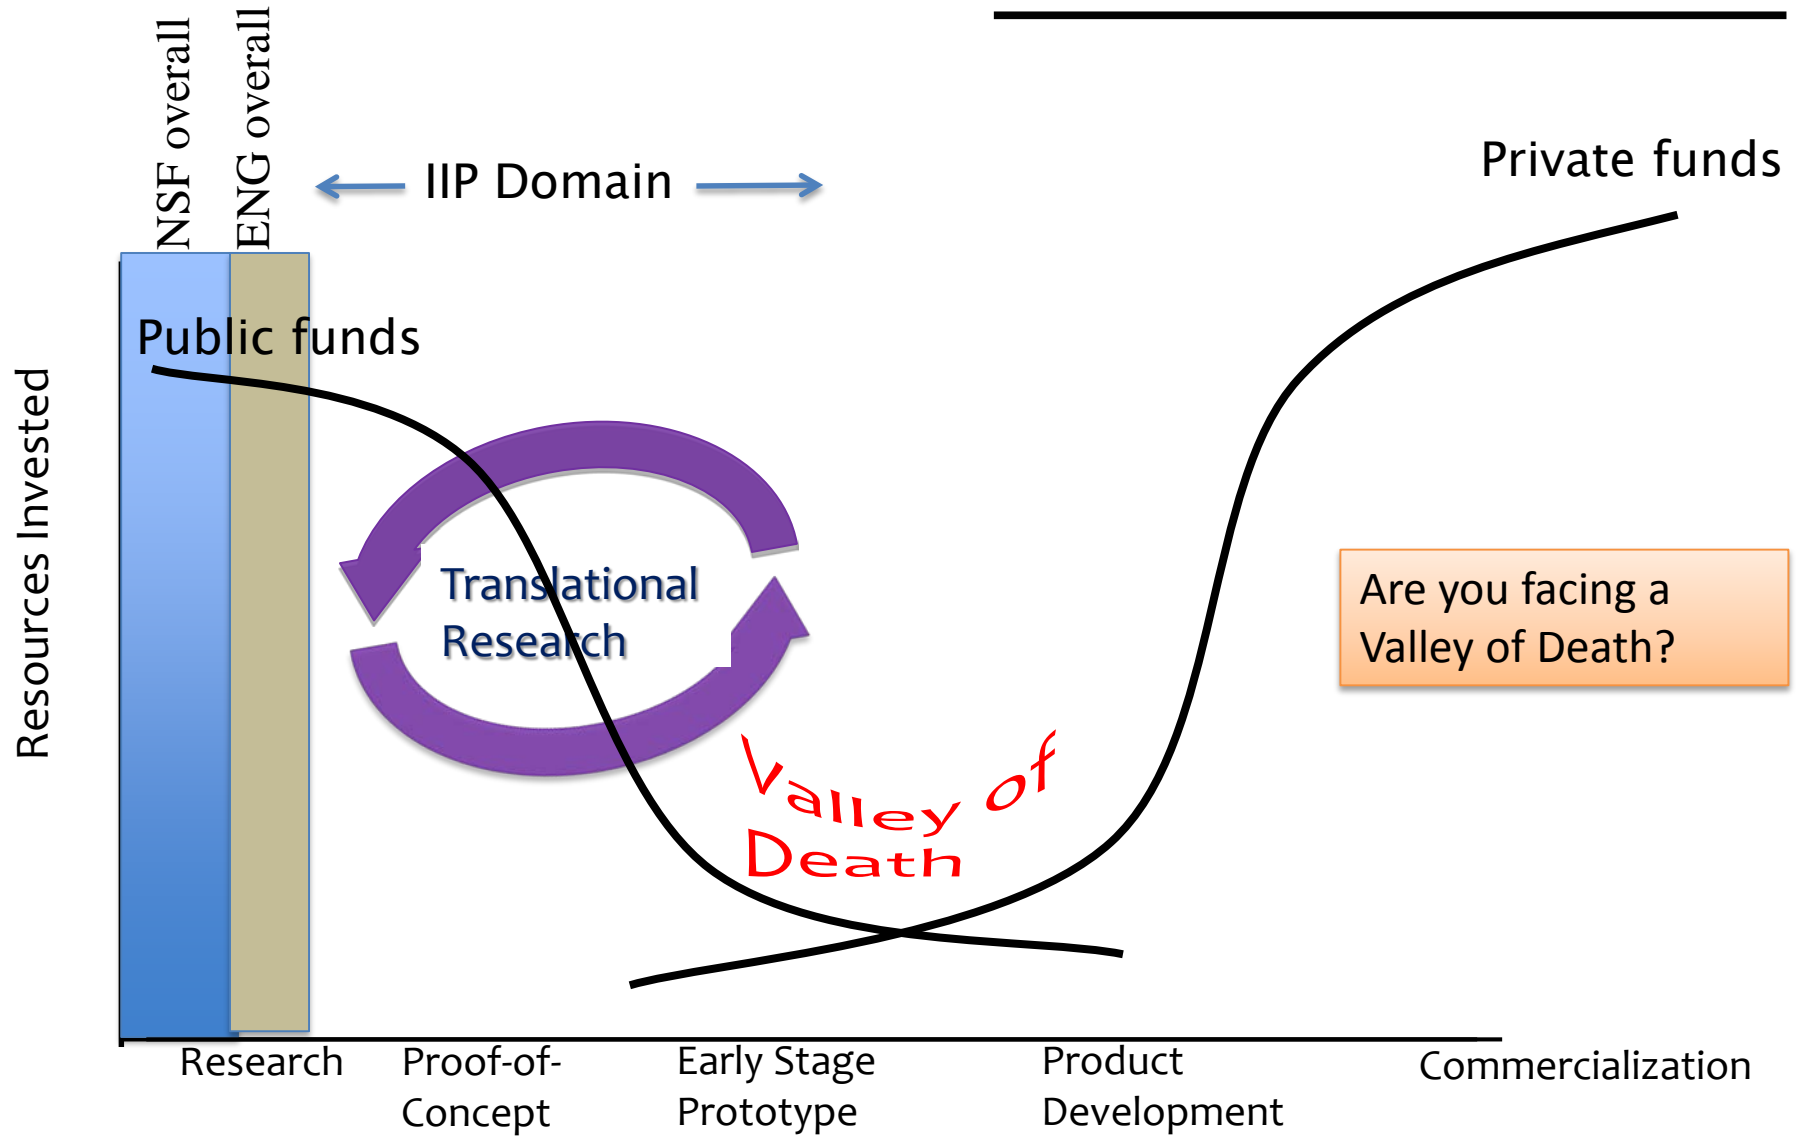 NSF overall
ENG overall
IIP Domain
Private funds
Public funds
Resources Invested
Translational
Research
Are you facing a
Valley of Death?
Valley of
Death
Research
Proof-of-
Concept
Early Stage
Prototype
Product
Development
Commercialization